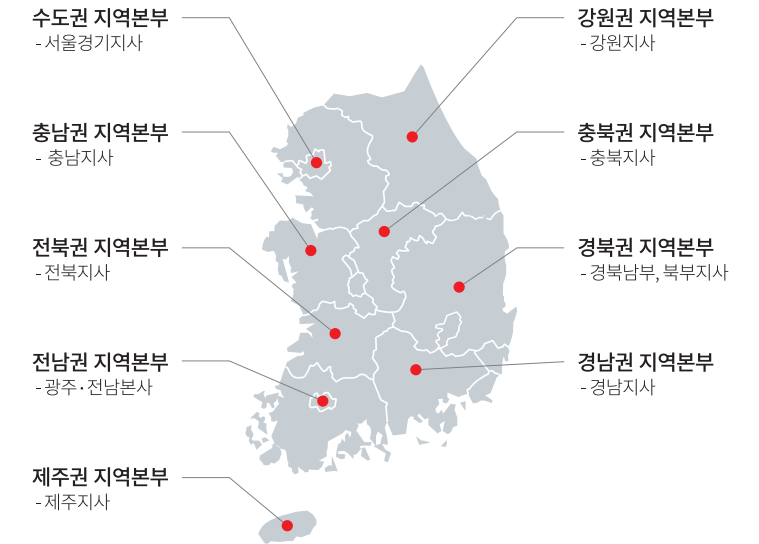 수도권 지역본부
- 서울경기지사
충남권 지역본부
- 충남지사
전북권 지역본부
- 전북지사
전남권 지역본부
- 광주 · 전남본사
제주권 지역본부
- 제주지사
강원권 지역본부
- 강원지사
충북권 지역본부
- 충북지사
경북권 지역본부
- 경북남부, 북부지사
경남권 지역본부
- 경남지사